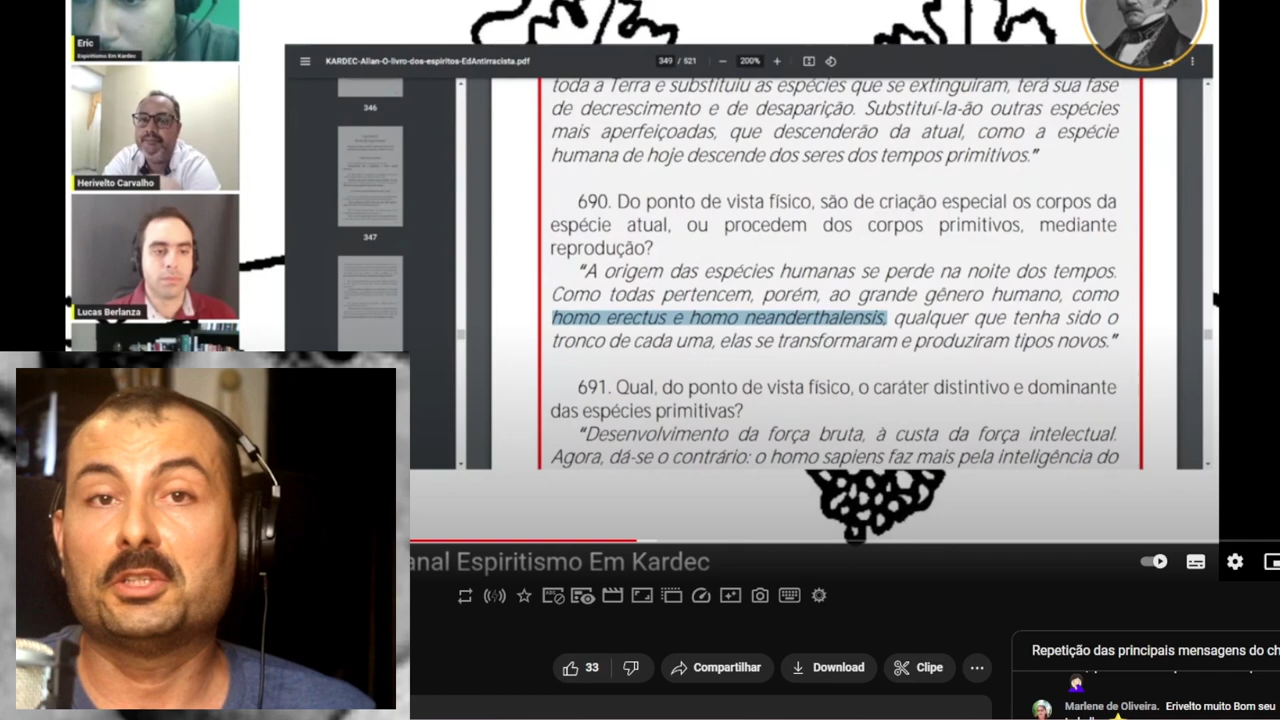 Eric
Espiritismo Em Kardec
Herivelto Carvalho
Lucas Berlanza
KARDEC-Allan-O-livro-dos-espiritos-EdAntirracista.pdf
349 / 521
200%
346
347
toda a Terra e substituiu as espécies que se extinguiram, terá sua fase
de decrescimento e de desaparição. Substituí-la-ão outras espécies
mais aperfeiçoadas, que descenderão da atual, como a espécie
humana de hoje descende dos seres dos tempos primitivos.”
690. Do ponto de vista físico, são de criação especial os corpos da
espécie atual, ou procedem dos corpos primitivos, mediante
reprodução?
“A origem das espécies humanas se perde na noite dos tempos.
Como todas pertencem, porém, ao grande gênero humano, como
homo erectus e homo neanderthalensis, qualquer que tenha sido o
tronco de cada uma, elas se transformaram e produziram tipos novos.”
691. Qual, do ponto de vista físico, o caráter distintivo e dominante
das espécies primitivas?
“Desenvolvimento da força bruta, à custa da força intelectual.
Agora, dá-se o contrário: o homo sapiens faz mais pela inteligência do
anal Espiritismo Em Kardec
33
Compartilhar
Download
Clipe
Repetição das principais mensagens do ch
Marlene de Oliveira. Erivelto muito Bom seu